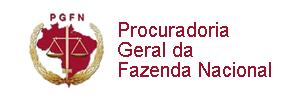 PGFN
Procuradoria
Geral da
Fazenda Nacional